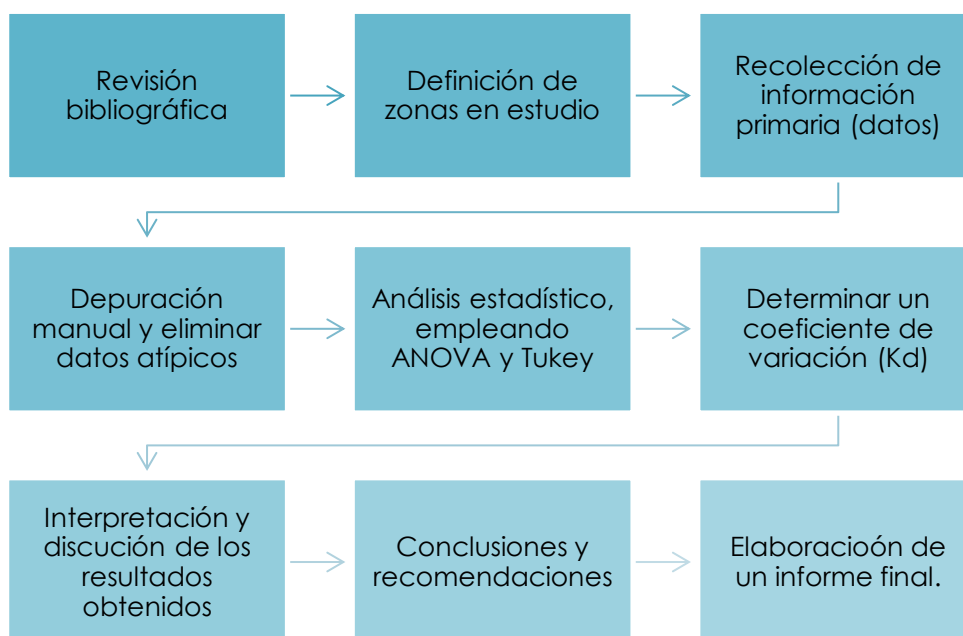 Revisión
bibliográfica
Definición de
zonas en estudio
Recolección de
información
primaria (datos)
Depuración
manual y eliminar
datos atípicos
Análisis estadístico,
empleando
ANOVA y Tukey
Determinar un
coeficiente de
variación (Kd)
Interpretación y
discución de los
resultados
obtenidos
Conclusiones y
recomendaciones
Elaboracioón de
un informe final.